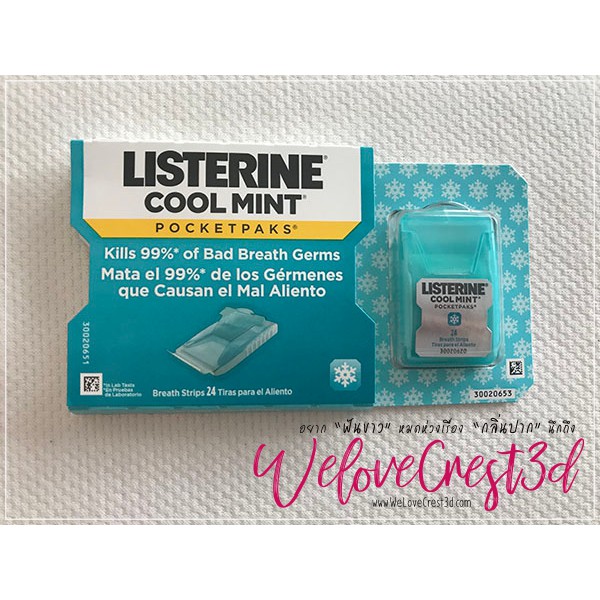 LISTERINE®
COOL MINT®
POCKETPAKS®
Kills 99%* of Bad Breath Germs
Mata el 99%* de los Gérmenes
que Causan el Mal Aliento
30020651
*In Lab Tests
*En Pruebas
de Laboratorio
Breath Strips 24 Tiras para el Aliento
LISTERINE®
COOL MINT®
POCKETPAKS®
24
Breath Strips
Tiras para el Aliento
30020620
30020653
อยาก "ฟันขาว" หมดห่วงเรื่อง "กลิ่นปาก" นึกถึง
WeloveCrest3d
www.WeLoveCrest3d.com